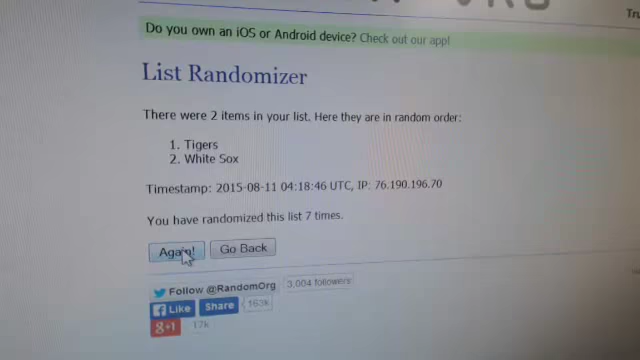 Do you own an iOS or Android device? Check out our app!
List Randomizer
There were 2 items in your list. Here they are in random order:
1. Tigers
2. White Sox
Timestamp: 2015-08-11 04:18:46 UTC, IP: 76.190.196.70
You have randomized this list 7 times.
Again! Go Back
Follow @RandomOrg 3,004 followers
Like Share 163k
g+1 17k